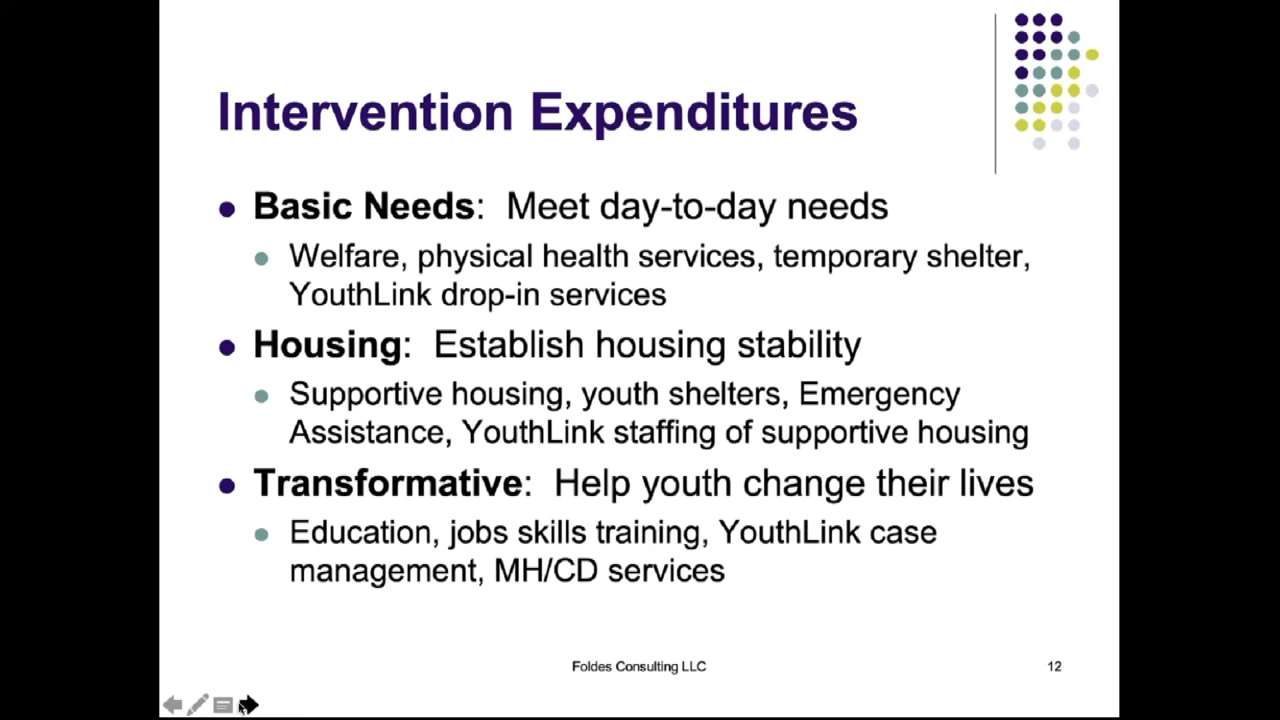 Intervention Expenditures
Basic Needs: Meet day-to-day needs
Welfare, physical health services, temporary shelter,
YouthLink drop-in services
Housing: Establish housing stability
Supportive housing, youth shelters, Emergency
Assistance, YouthLink staffing of supportive housing
Transformative: Help youth change their lives
Education, jobs skills training, YouthLink case
management, MH/CD services
Foldes Consulting LLC
12